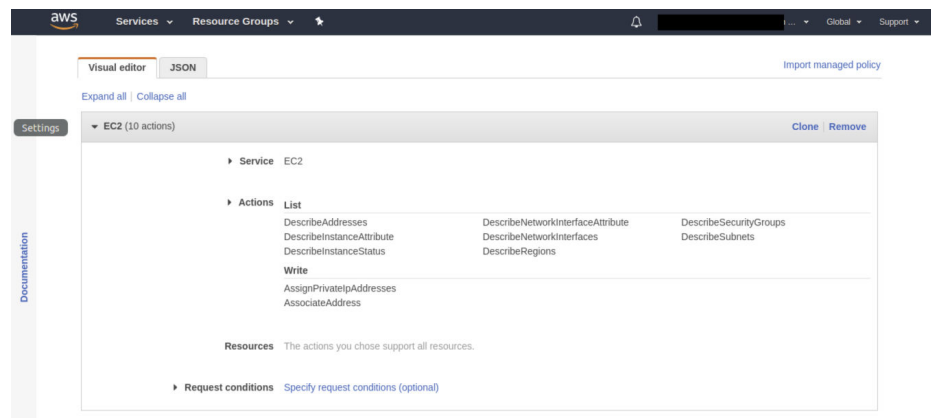 aws Services Resource Groups Global Support
Visual editor JSON Import managed policy
Expand all | Collapse all
Settings
EC2 (10 actions) Clone | Remove
Service EC2
Actions List
DescribeAddresses DescribeNetworkInterfaceAttribute DescribeSecurityGroups
DescribeInstanceAttribute DescribeNetworkInterfaces DescribeSubnets
DescribeInstanceStatus DescribeRegions
Write
AssignPrivateIpAddresses
AssociateAddress
Documentation
Resources The actions you chose support all resources.
Request conditions Specify request conditions (optional)